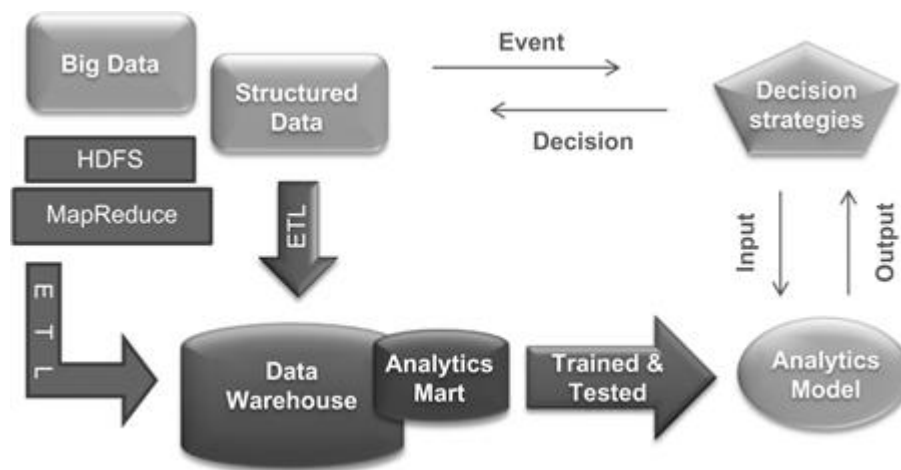 Big Data
Structured
Data
Event
Decision
Decision
strategies
HDFS
MapReduce
ETL
E T L
Input
Output
Data
Warehouse
Analytics
Mart
Trained &
Tested
Analytics
Model